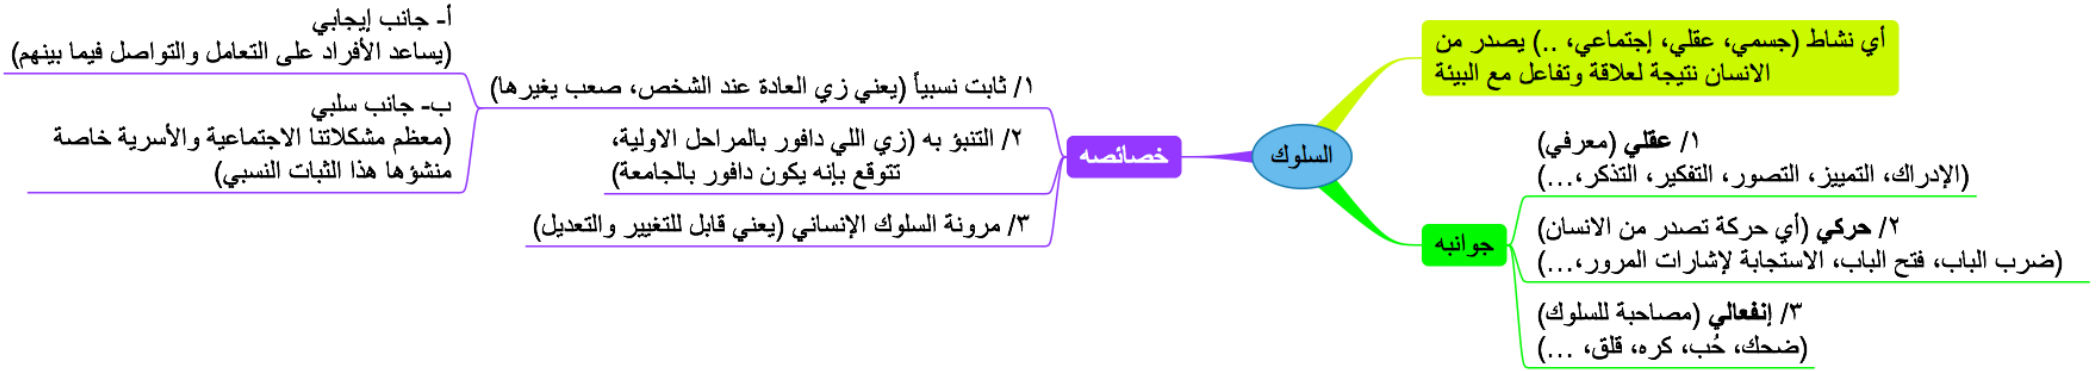 السلوك
أي نشاط (جسمي، عقلي، إجتماعي، ..) يصدر من
الانسان نتيجة لعلاقة وتفاعل مع البيئة
جوانبه
١/ عقلي (معرفي)
(الإدراك، التمييز، التصور، التفكير، التذكر،...)
٢/ حركي (أي حركة تصدر من الانسان)
(ضرب الباب، فتح الباب، الاستجابة لإشارات المرور،...)
٣/ إنفعالي (مصاحبة للسلوك)
(ضحك، حُب، كره، قلق، ...)
خصائصه
١/ ثابت نسبياً (يعني زي العادة عند الشخص، صعب يغيرها)
أ- جانب إيجابي
(يساعد الأفراد على التعامل والتواصل فيما بينهم)
ب- جانب سلبي
(معظم مشكلاتنا الاجتماعية والأسرية خاصة
منشؤها هذا الثبات النسبي)
٢/ التنبؤ به (زي اللي دافور بالمراحل الاولية،
تتوقع بإنه يكون دافور بالجامعة)
٣/ مرونة السلوك الإنساني (يعني قابل للتغيير والتعديل)